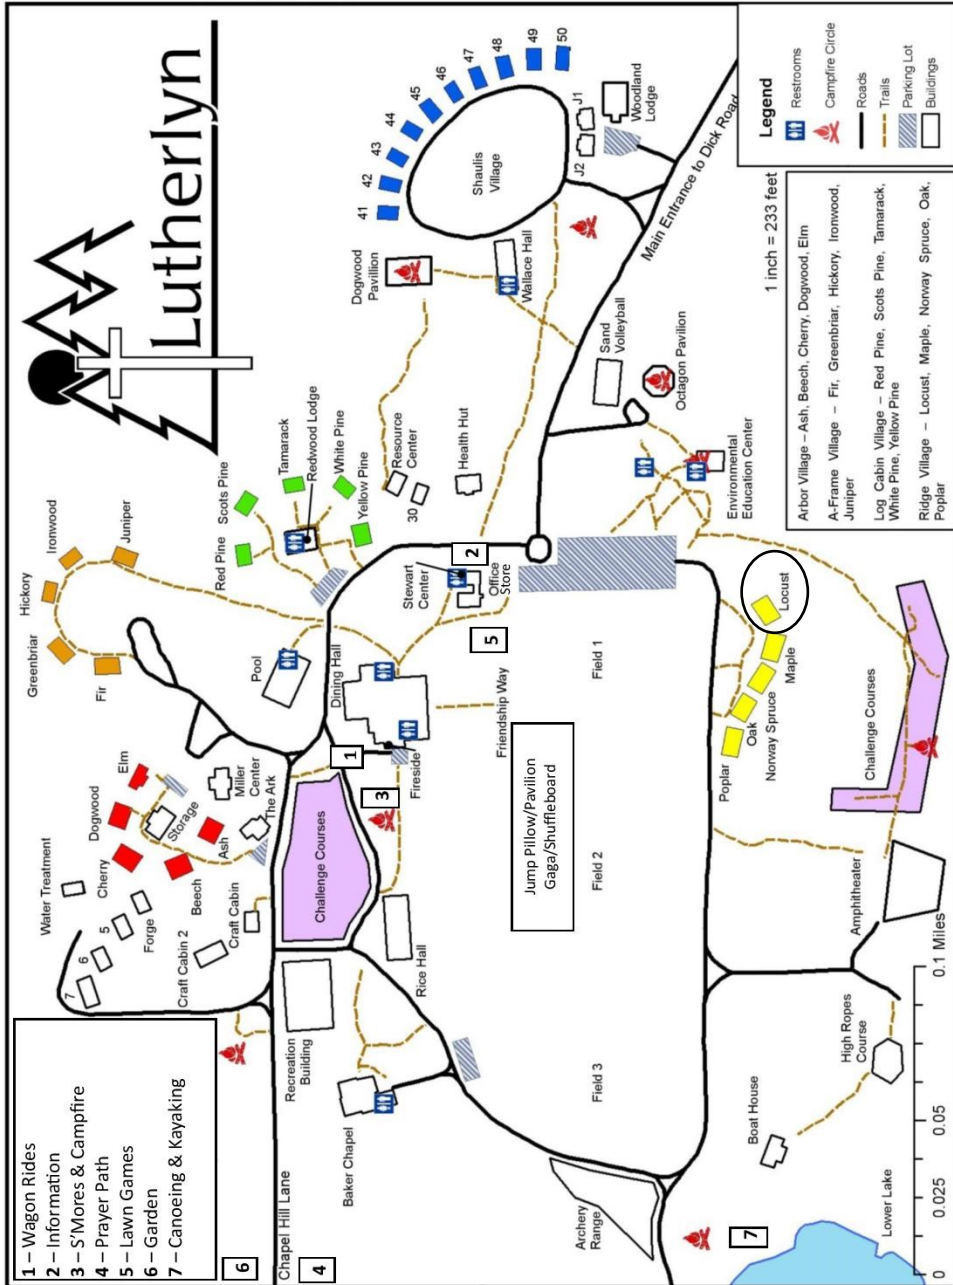 Lutherlyn
1 – Wagon Rides
2 – Information
3 – S'Mores & Campfire
4 – Prayer Path
5 – Lawn Games
6 – Garden
7 – Canoeing & Kayaking
Water Treatment
7
6
5
Forge
Cherry
Dogwood
Elm
Storage
Beech
Ash
Miller
Center
The Ark
Craft Cabin 2
Craft Cabin
Greenbriar
Hickory
Ironwood
Juniper
Fir
Scots Pine
Tamarack
Redwood Lodge
White Pine
Red Pine
Yellow Pine
Dogwood
Pavillion
41
42
43
44
45
46
47
48
49
50
Shaulis
Village
J1
J2
Woodland
Lodge
Wallace Hall
Resource
Center
30
Health Hut
Main Entrance to Dick Road
6
Chapel Hill Lane
4
Recreation
Building
Challenge Courses
Pool
Dining Hall
1
3
Fireside
Rice Hall
Baker Chapel
Stewart
Center
2
Office
Store
5
Friendship Way
Sand
Volleyball
Octagon Pavilion
Environmental
Education Center
Jump Pillow/Pavilion
Gaga/Shuffleboard
Field 3
Field 2
Field 1
Archery
Range
7
Lower Lake
Boat House
High Ropes
Course
Amphitheater
Poplar
Oak
Norway Spruce
Maple
Locust
Challenge Courses
0
0.025
0.05
0.1 Miles
1 inch = 233 feet
Arbor Village – Ash, Beech, Cherry, Dogwood, Elm
A-Frame Village – Fir, Greenbriar, Hickory, Ironwood,
Juniper
Log Cabin Village – Red Pine, Scots Pine, Tamarack,
White Pine, Yellow Pine
Ridge Village – Locust, Maple, Norway Spruce, Oak,
Poplar
Legend
Restrooms
Campfire Circle
Roads
Trails
Parking Lot
Buildings